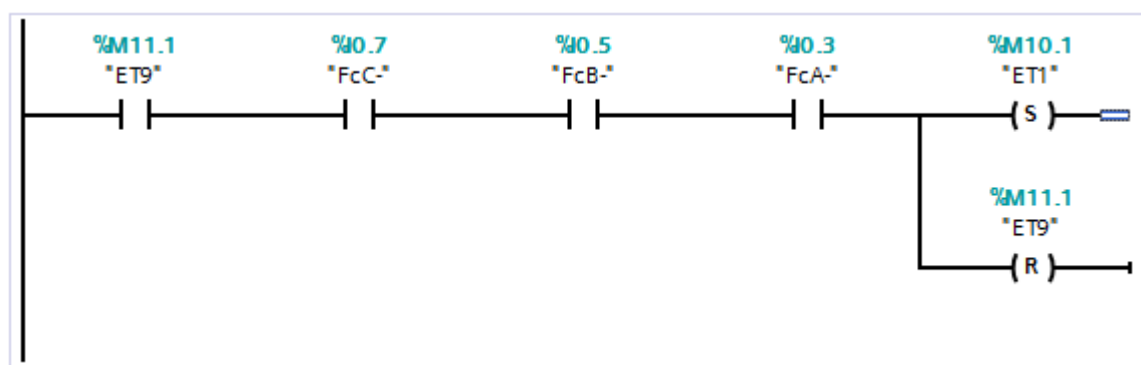 %M11.1 %I0.7 %I0.5 %I0.3 %M10.1
"ET9" "FcC-" "FcB-" "FcA-" "ET1"
S
%M11.1
"ET9"
R